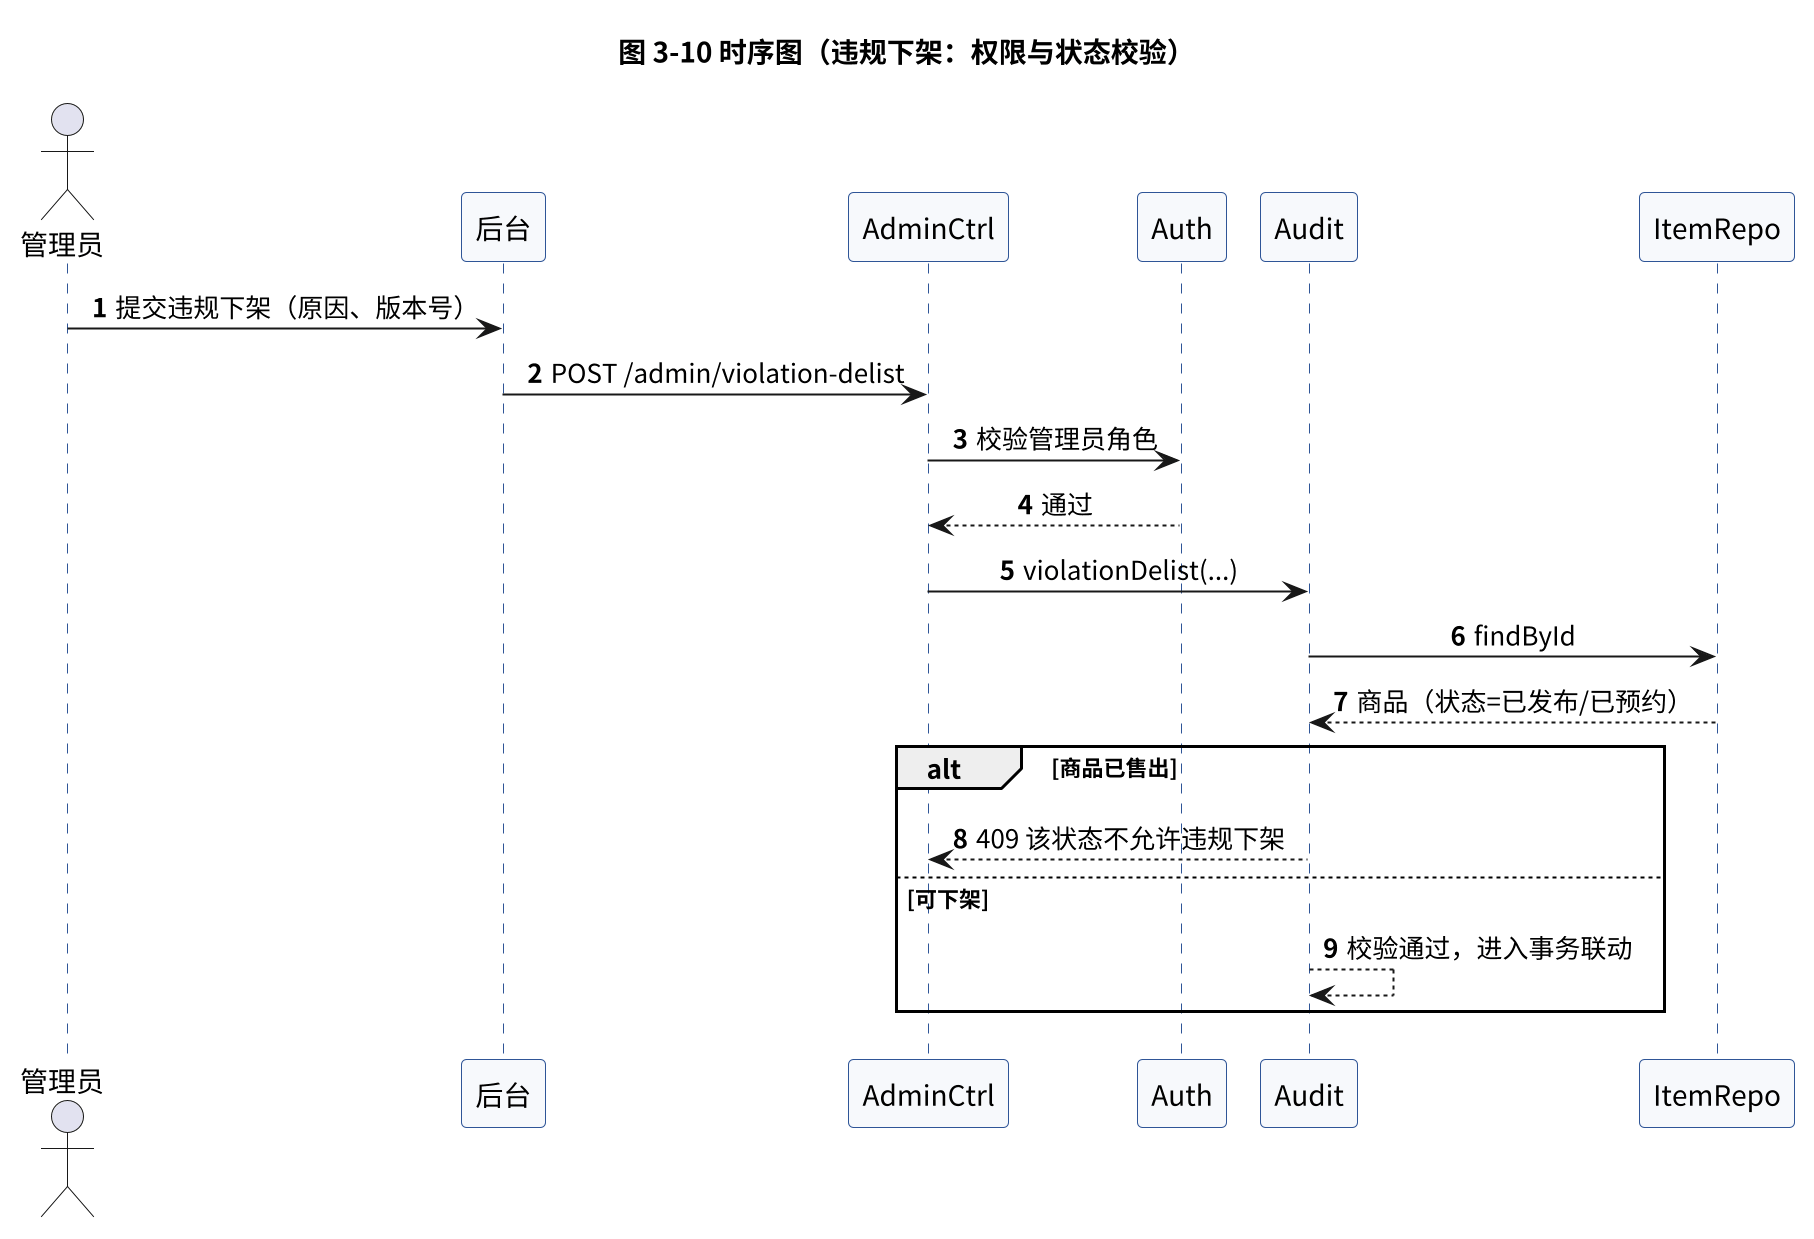 图 3-10 时序图（违规下架：权限与状态校验）
管理员
后台
AdminCtrl
Auth
Audit
ItemRepo
1 提交违规下架（原因、版本号）
2 POST /admin/violation-delist
3 校验管理员角色
4 通过
5 violationDelist(...)
6 findById
7 商品（状态=已发布/已预约）
alt [商品已售出]
8 409 该状态不允许违规下架
[可下架]
9 校验通过，进入事务联动
管理员
后台
AdminCtrl
Auth
Audit
ItemRepo